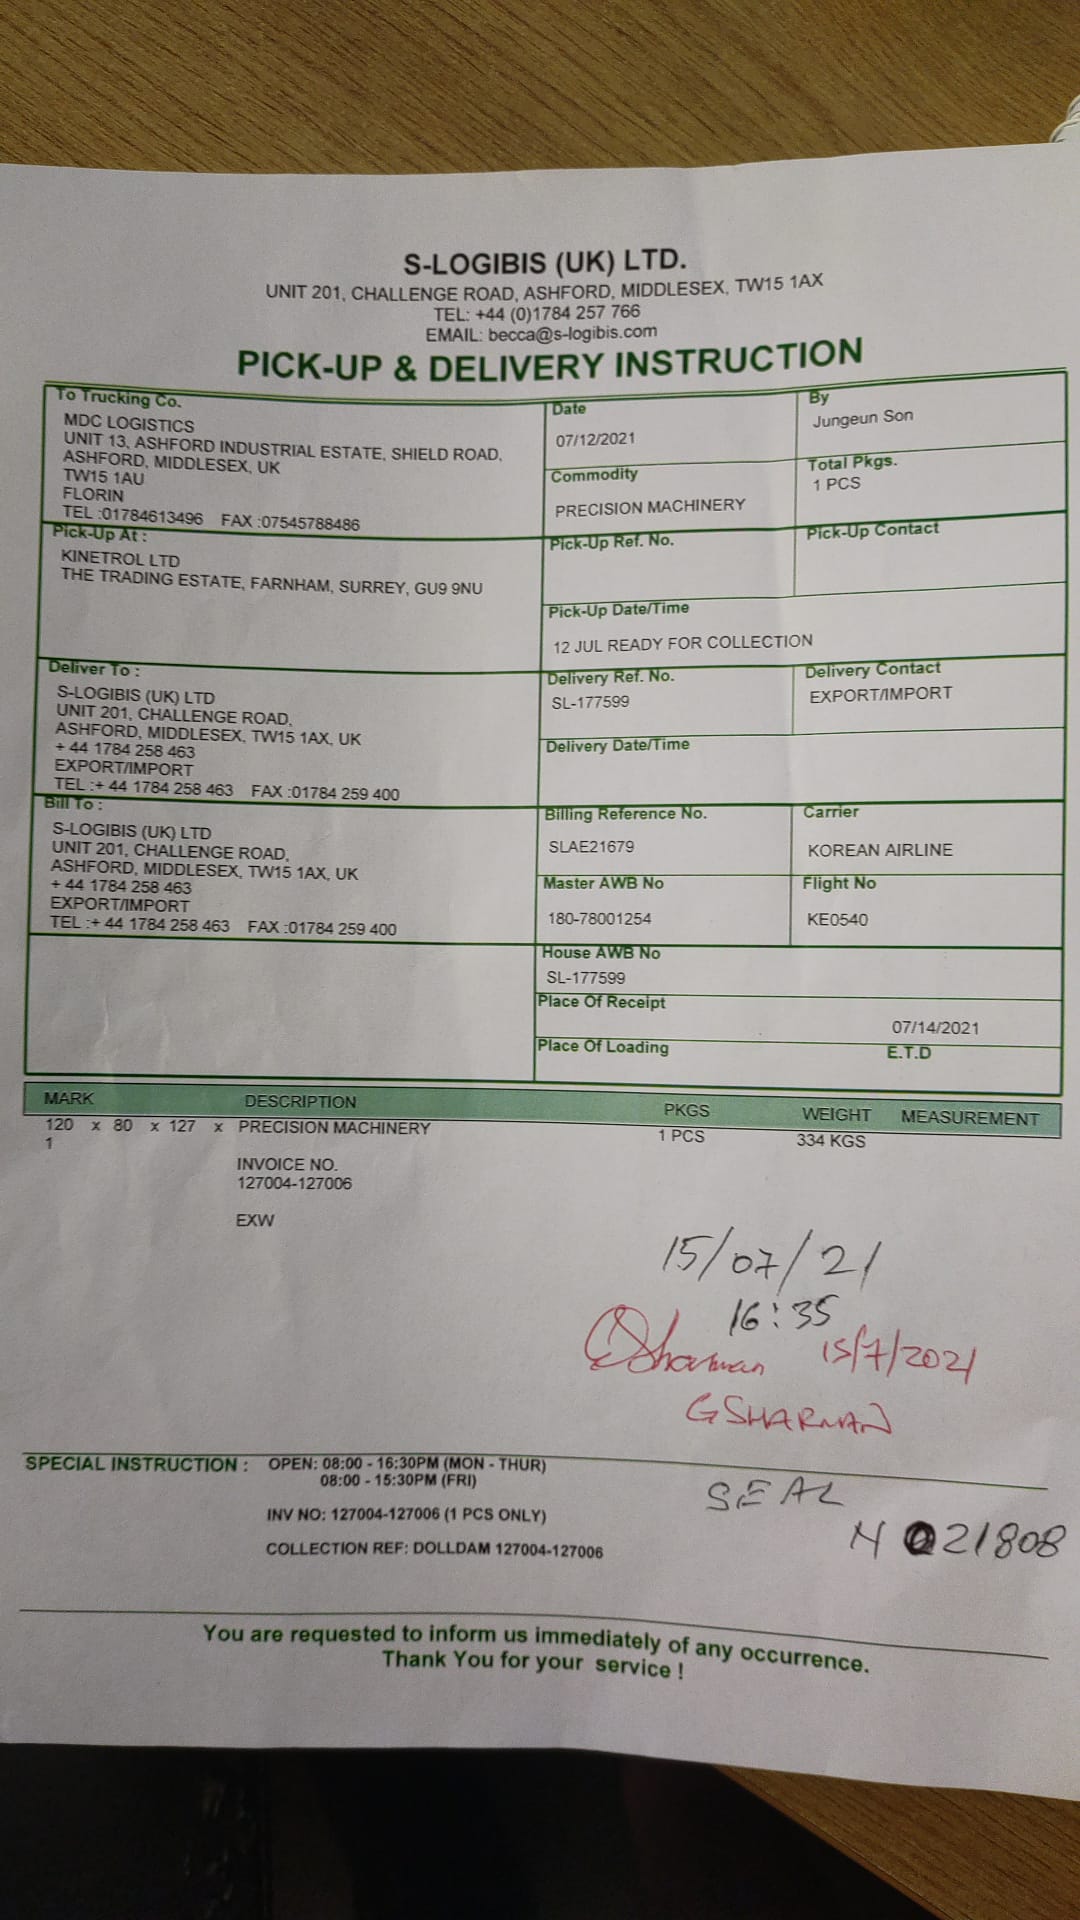 S-LOGIBIS (UK) LTD.
UNIT 201, CHALLENGE ROAD, ASHFORD, MIDDLESEX, TW15 1AX
TEL: +44 (0)1784 257 766
EMAIL: becca@s-logibis.com
PICK-UP & DELIVERY INSTRUCTION
To Trucking Co.
MDC LOGISTICS
UNIT 13, ASHFORD INDUSTRIAL ESTATE, SHIELD ROAD,
ASHFORD, MIDDLESEX, UK
TW15 1AU
FLORIN
TEL :01784613496 FAX :07545788486
Date
07/12/2021
By
Jungeun Son
Commodity
PRECISION MACHINERY
Total Pkgs.
1 PCS
Pick-Up At :
KINETROL LTD
THE TRADING ESTATE, FARNHAM, SURREY, GU9 9NU
Pick-Up Ref. No.
Pick-Up Contact
Pick-Up Date/Time
12 JUL READY FOR COLLECTION
Deliver To :
S-LOGIBIS (UK) LTD
UNIT 201, CHALLENGE ROAD,
ASHFORD, MIDDLESEX, TW15 1AX, UK
+ 44 1784 258 463
EXPORT/IMPORT
TEL :+ 44 1784 258 463 FAX :01784 259 400
Delivery Ref. No.
SL-177599
Delivery Contact
EXPORT/IMPORT
Delivery Date/Time
Bill To :
S-LOGIBIS (UK) LTD
UNIT 201, CHALLENGE ROAD,
ASHFORD, MIDDLESEX, TW15 1AX, UK
+ 44 1784 258 463
EXPORT/IMPORT
TEL :+ 44 1784 258 463 FAX :01784 259 400
Billing Reference No.
SLAE21679
Carrier
KOREAN AIRLINE
Master AWB No
180-78001254
Flight No
KE0540
House AWB No
SL-177599
Place Of Receipt
07/14/2021
Place Of Loading
E.T.D
MARK DESCRIPTION PKGS WEIGHT MEASUREMENT
120 x 80 x 127 x PRECISION MACHINERY 1 PCS 334 KGS
1
INVOICE NO.
127004-127006
EXW
15/07/21
16:35
GSharman 15/7/2021
G SHARMAN
SPECIAL INSTRUCTION : OPEN: 08:00 - 16:30PM (MON - THUR)
08:00 - 15:30PM (FRI)
INV NO: 127004-127006 (1 PCS ONLY)
COLLECTION REF: DOLLDAM 127004-127006
SEAL
N 021808
You are requested to inform us immediately of any occurrence.
Thank You for your service !